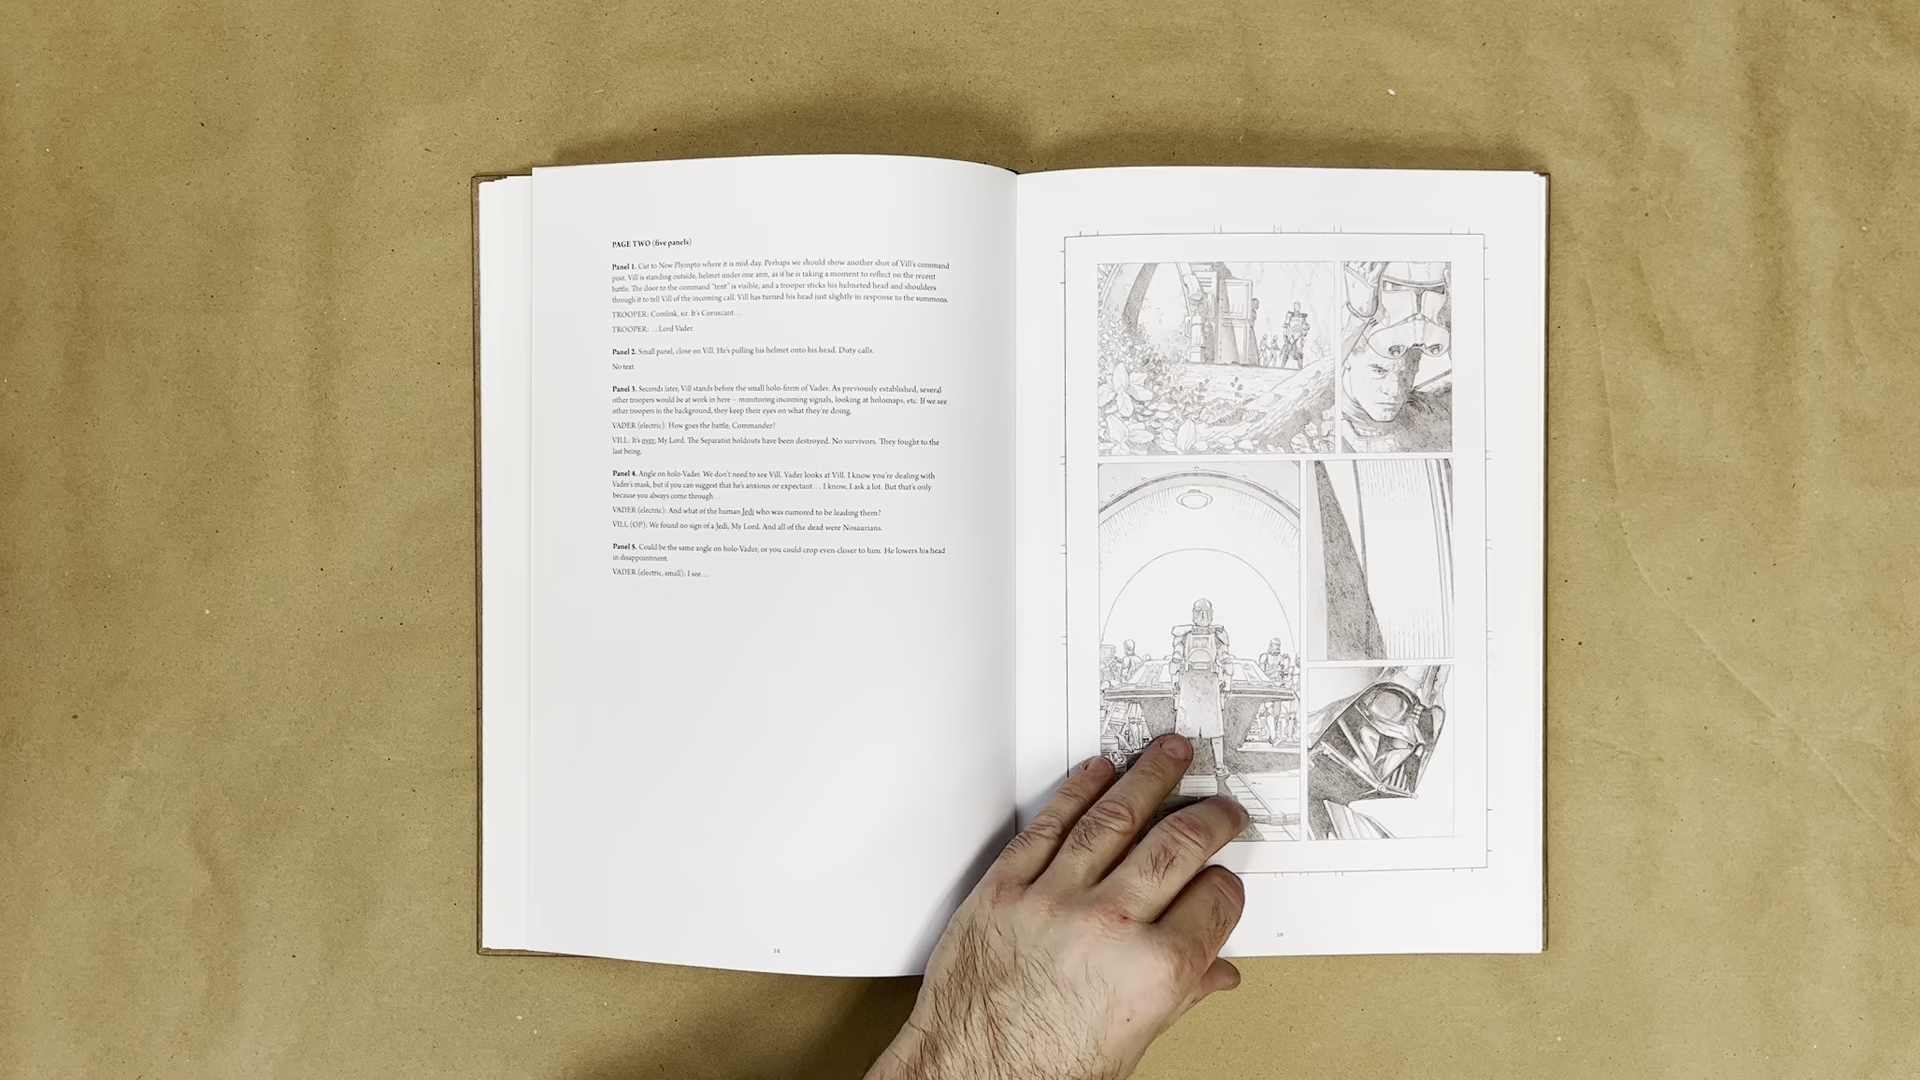 PAGE TWO (five panels)
Panel 1. Cut to New Plympto where it is mid-day. Perhaps we should show another shot of Vill's command
post. Vill is standing outside, helmet under one arm, as if he is taking a moment to reflect on the recent
battle. The door to the command "tent" is visible, and a trooper sticks his helmeted head and shoulders
through it to tell Vill of the incoming call. Vill has turned his head just slightly in response to the summons.
TROOPER: Comlink, sir. It's Coruscant…
TROOPER: …Lord Vader.
Panel 2. Small panel, close on Vill. He's pulling his helmet onto his head. Duty calls.
No text
Panel 3. Seconds later, Vill stands before the small holo-form of Vader. As previously established, several
other troopers would be at work in here – monitoring incoming signals, looking at holomaps, etc. If we see
other troopers in the background, they keep their eyes on what they're doing.
VADER (electric): How goes the battle, Commander?
VILL: It's over, My Lord. The Separatist holdouts have been destroyed. No survivors. They fought to the
last being.
Panel 4. Angle on holo-Vader. We don't need to see Vill. Vader looks at Vill. I know you're dealing with
Vader's mask, but if you can suggest that he's anxious or expectant… I know, I ask a lot. But that's only
because you always come through…
VADER (electric): And what of the human Jedi who was rumored to be leading them?
VILL (OP): We found no sign of a Jedi, My Lord. And all of the dead were Nosaurians.
Panel 5. Could be the same angle on holo-Vader, or you could crop even closer to him. He lowers his head
in disappointment.
VADER (electric, small): I see…
58
59